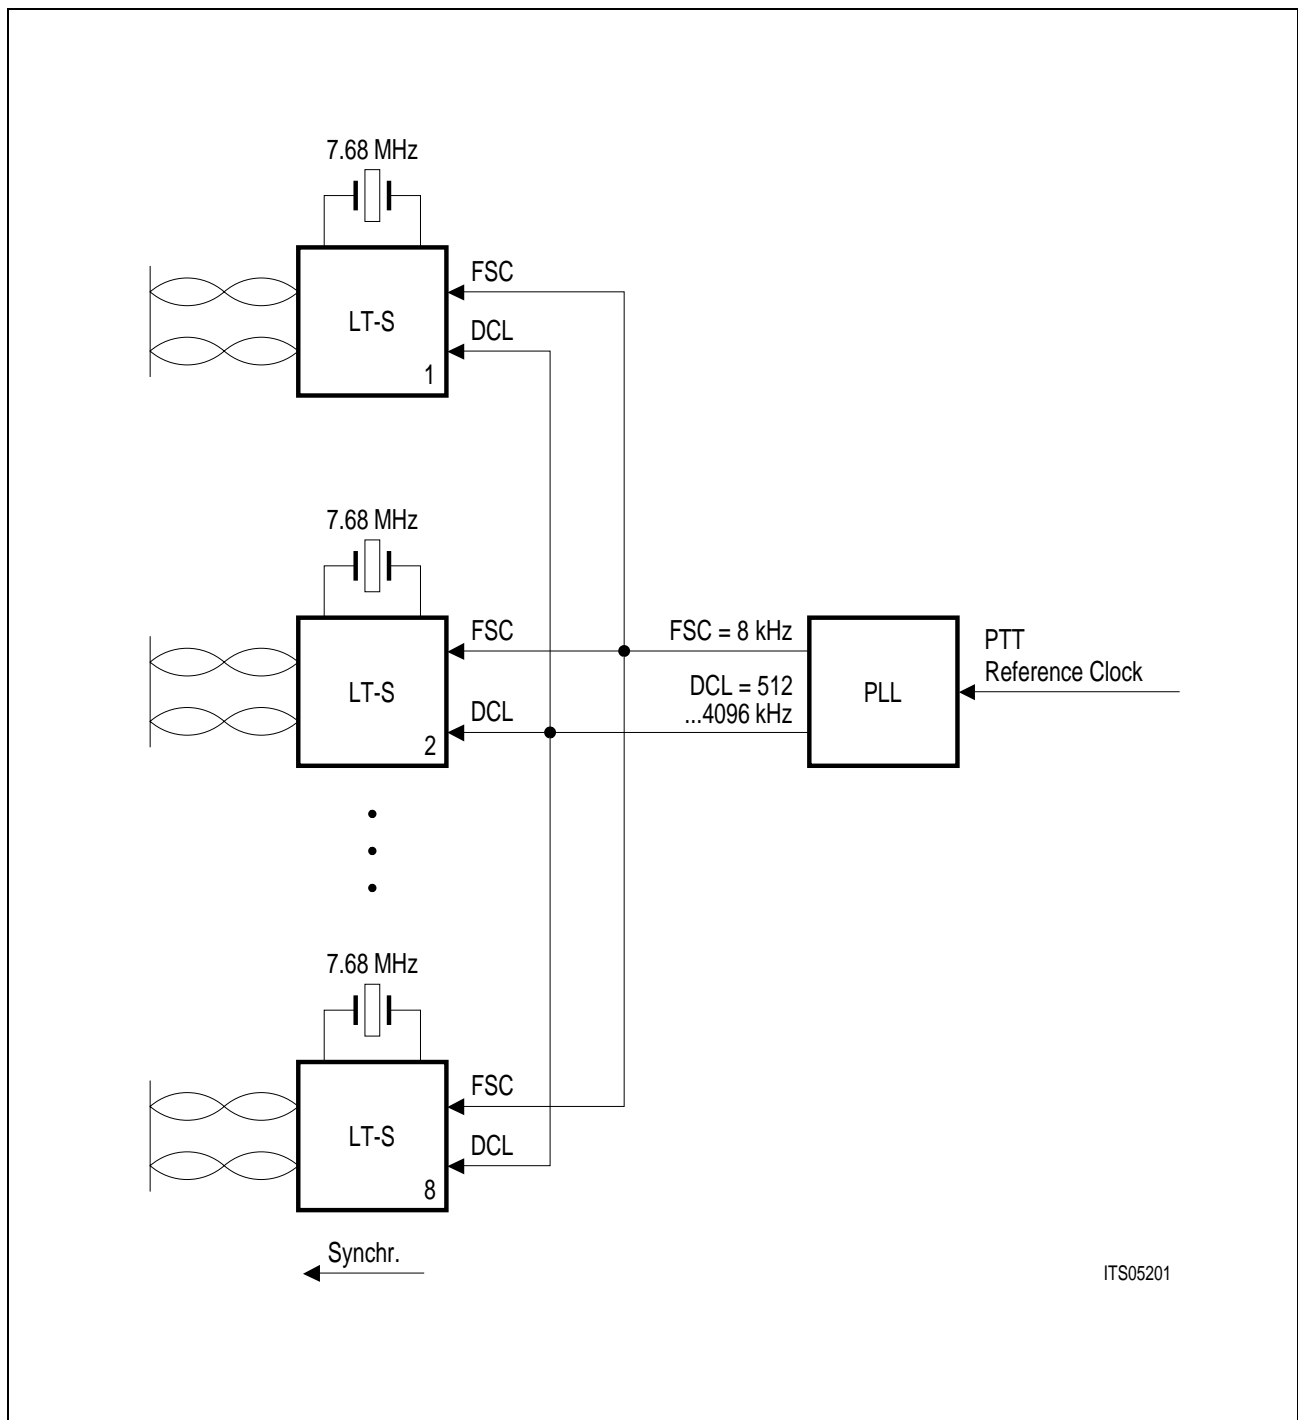 7.68 MHz
FSC
LT-S
DCL
1
7.68 MHz
FSC
FSC = 8 kHz
PTT
Reference Clock
LT-S
DCL = 512
...4096 kHz
PLL
DCL
2
7.68 MHz
FSC
LT-S
DCL
8
Synchr.
ITS05201